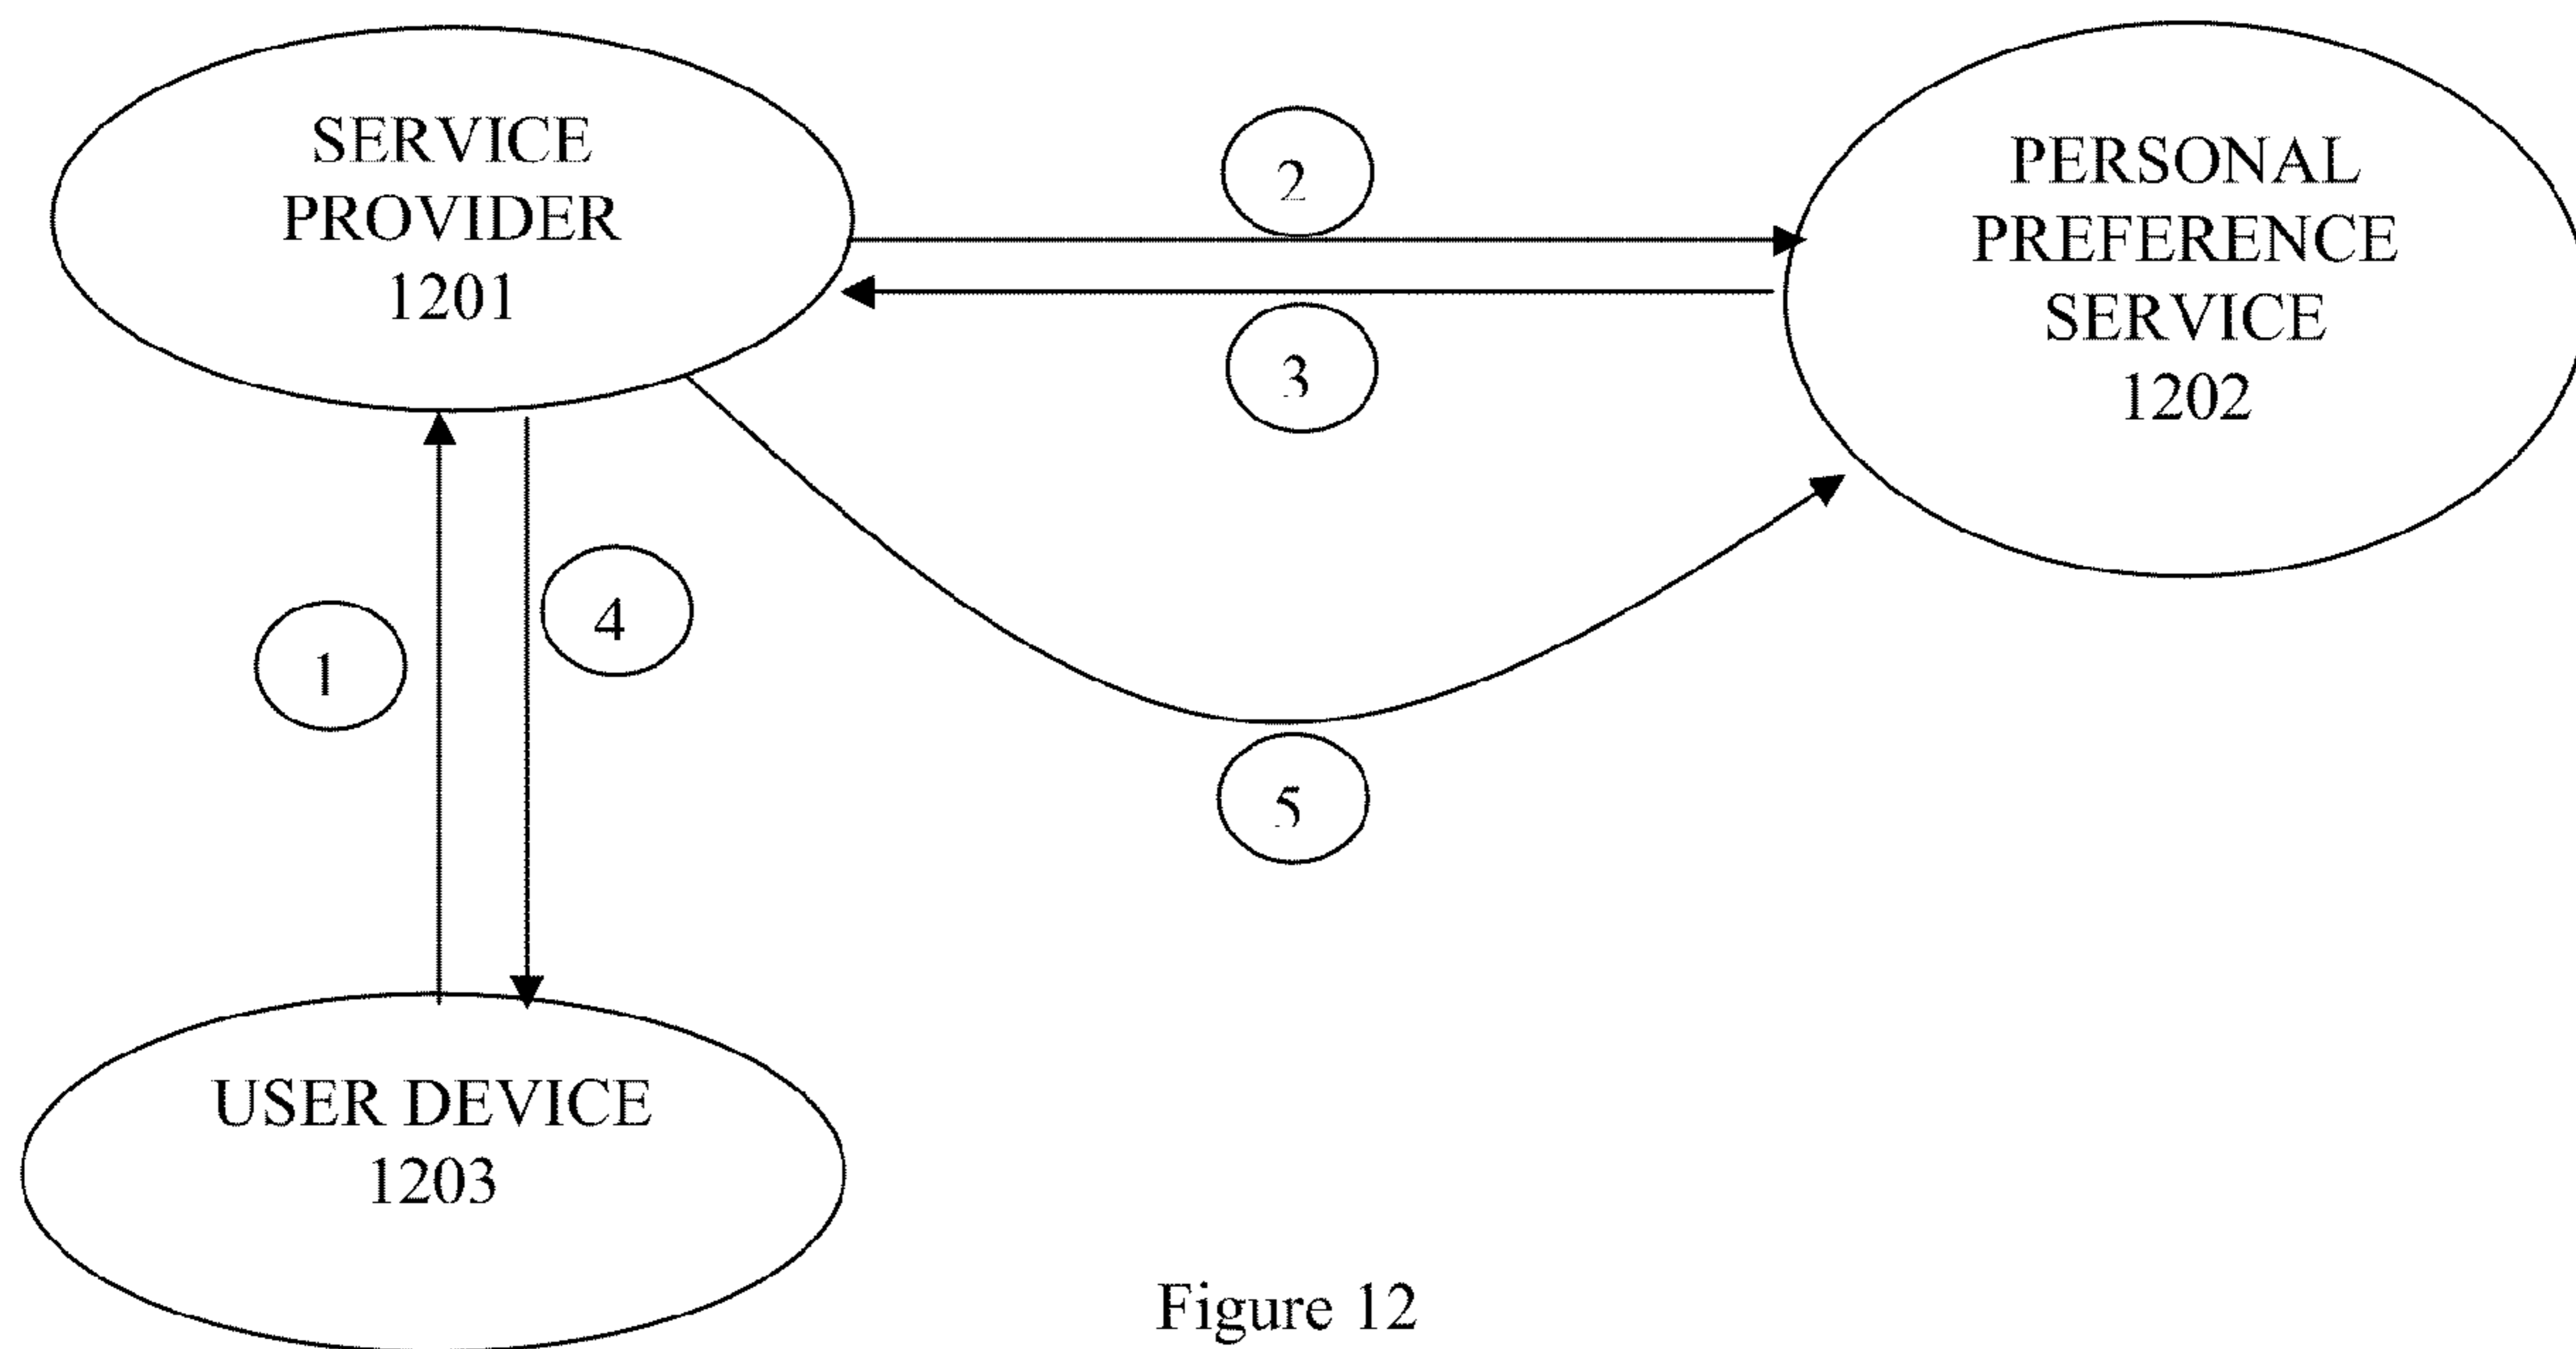 SERVICE
PROVIDER
1201
2
PERSONAL
PREFERENCE
SERVICE
1202
3
1
4
5
USER DEVICE
1203
Figure 12